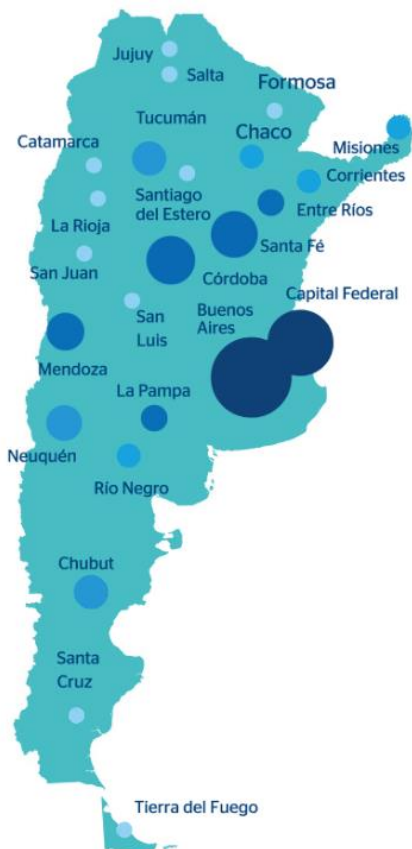 Jujuy
Salta
Formosa
Tucumán
Chaco
Catamarca
Misiones
Corrientes
Santiago
del Estero
Entre Ríos
La Rioja
Santa Fé
San Juan
Córdoba
Capital Federal
Buenos
Aires
San
Luis
Mendoza
La Pampa
Neuquén
Río Negro
Chubut
Santa
Cruz
Tierra del Fuego